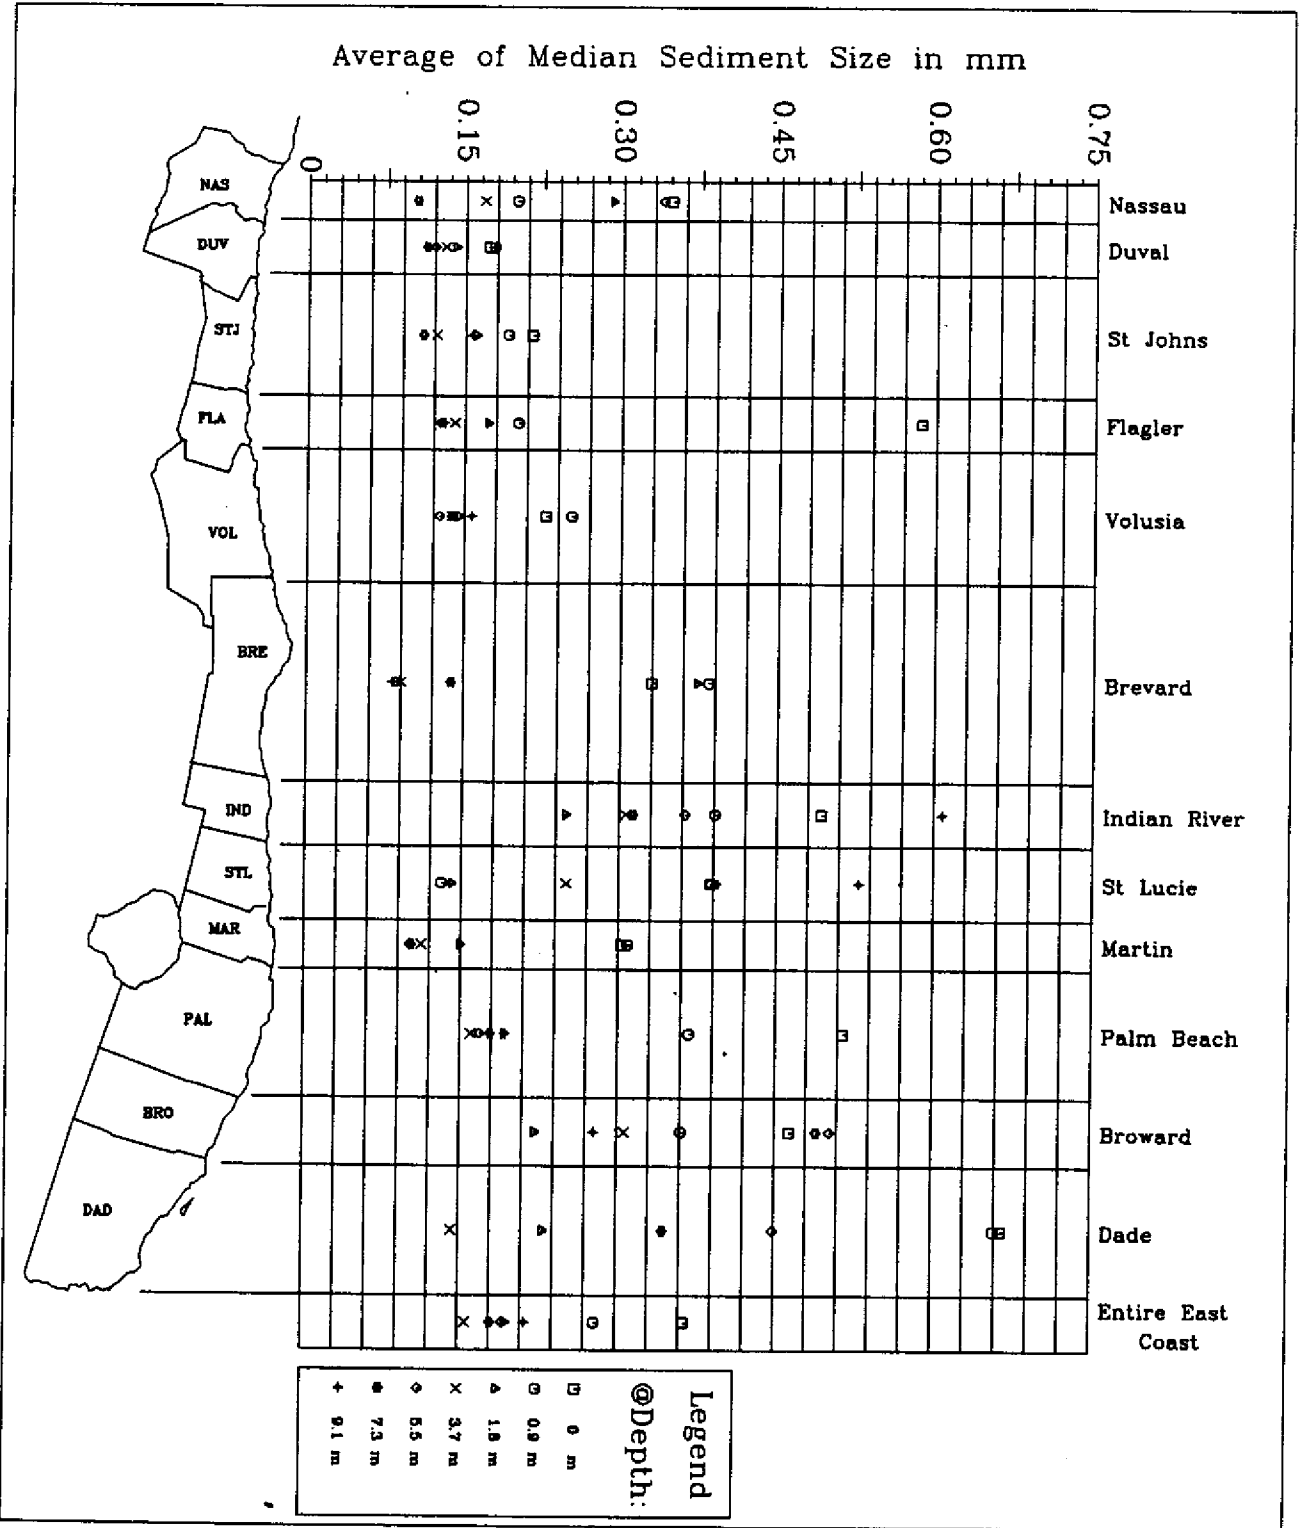 Average of Median Sediment Size in mm
0
0.15
0.30
0.45
0.60
0.75
NAS
DUV
STJ
FLA
VOL
BRE
IND
STL
MAR
PAL
BRO
DAD
Nassau
Duval
St Johns
Flagler
Volusia
Brevard
Indian River
St Lucie
Martin
Palm Beach
Broward
Dade
Entire East
Coast
Legend
@Depth:
0 m
0.9 m
1.8 m
3.7 m
5.5 m
7.3 m
9.1 m